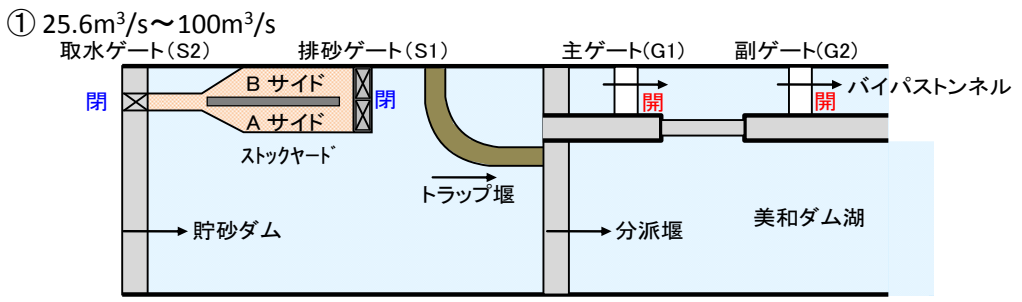 ① 25.6m³/s～100m³/s
取水ゲート(S2) 排砂ゲート(S1) 主ゲート(G1) 副ゲート(G2)
B サイド
バイパストンネル
閉 閉 開 開
A サイド
ストックヤード
トラップ堰
美和ダム湖
貯砂ダム 分派堰